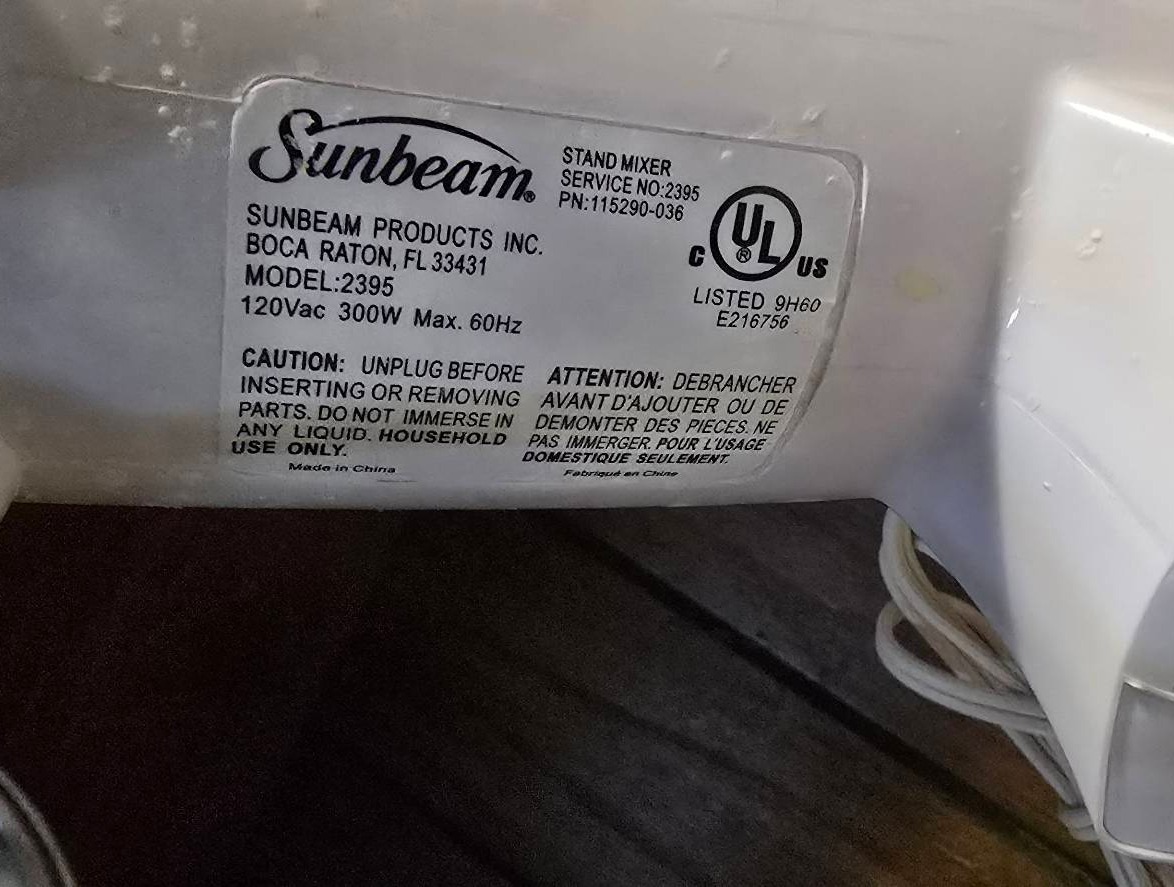 Sunbeam®
STAND MIXER
SERVICE NO:2395
PN:115290-036
SUNBEAM PRODUCTS INC.
BOCA RATON, FL 33431
MODEL:2395
120Vac 300W Max. 60Hz
C UL® US
LISTED 9H60
E216756
CAUTION: UNPLUG BEFORE
INSERTING OR REMOVING
PARTS. DO NOT IMMERSE IN
ANY LIQUID. HOUSEHOLD
USE ONLY.
Made in China
ATTENTION: DEBRANCHER
AVANT D'AJOUTER OU DE
DEMONTER DES PIECES. NE
PAS IMMERGER. POUR L'USAGE
DOMESTIQUE SEULEMENT.
Fabriqué en Chine